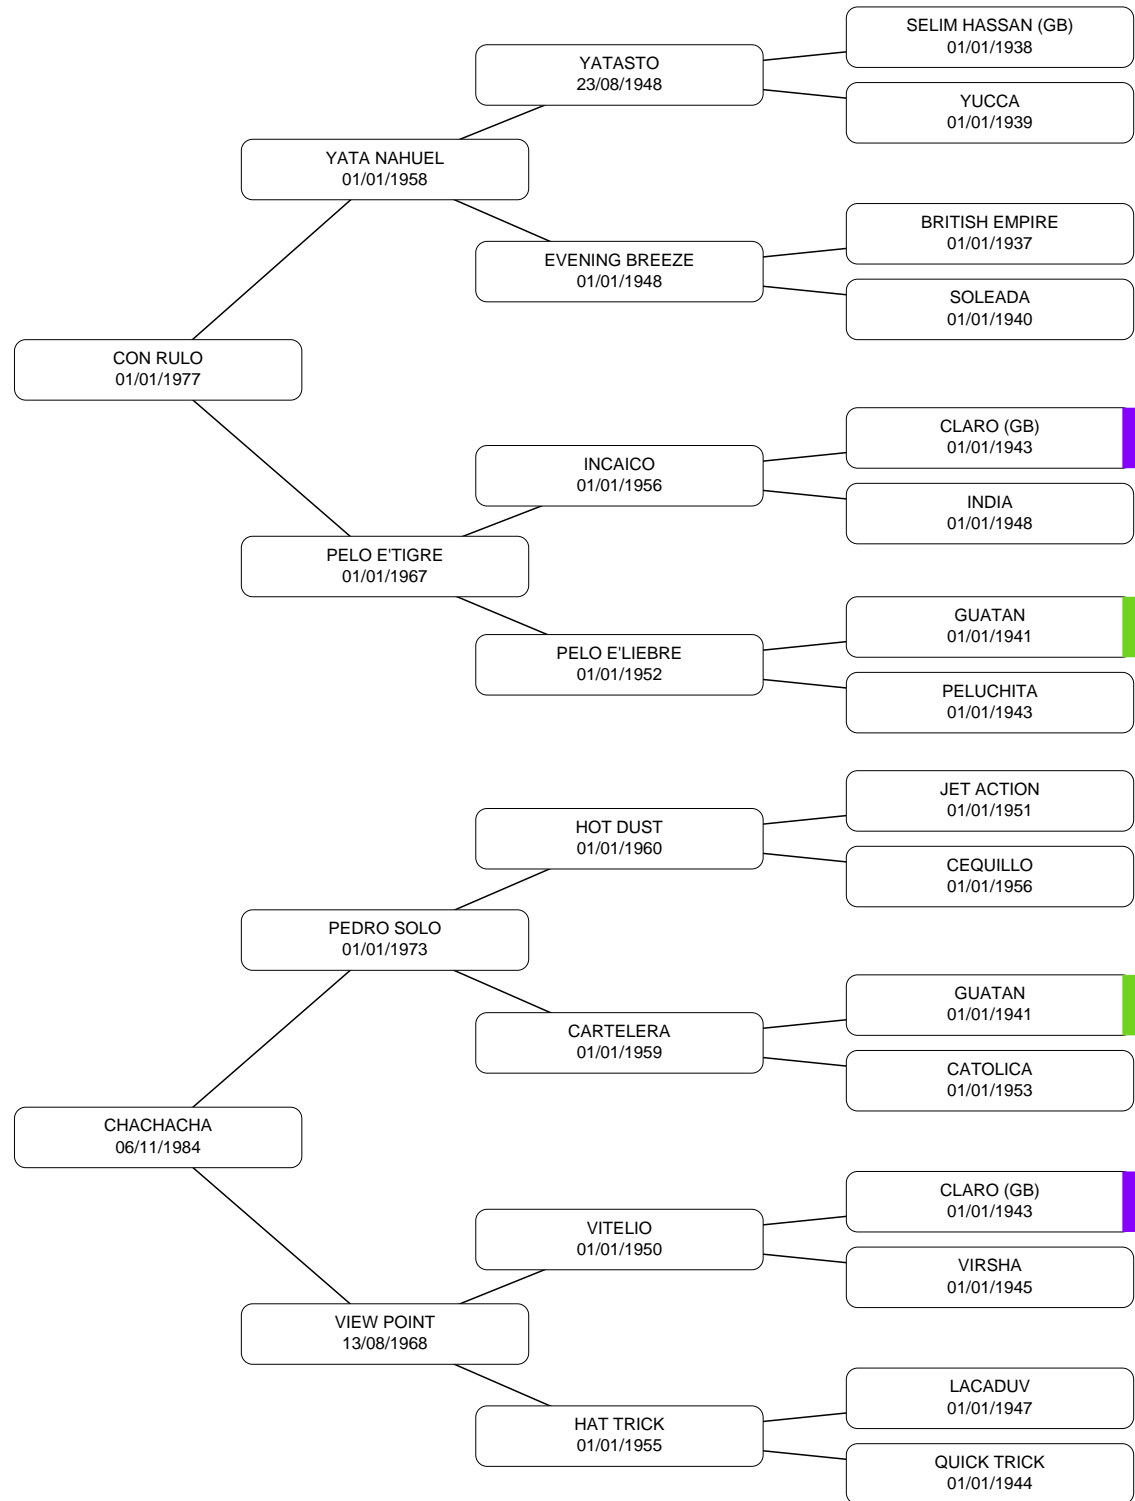 SELIM HASSAN (GB)
01/01/1938
YATASTO
23/08/1948
YUCCA
01/01/1939
YATA NAHUEL
01/01/1958
BRITISH EMPIRE
01/01/1937
EVENING BREEZE
01/01/1948
SOLEADA
01/01/1940
CON RULO
01/01/1977
CLARO (GB)
01/01/1943
INCAICO
01/01/1956
INDIA
01/01/1948
PELO E'TIGRE
01/01/1967
GUATAN
01/01/1941
PELO E'LIEBRE
01/01/1952
PELUCHITA
01/01/1943
JET ACTION
01/01/1951
HOT DUST
01/01/1960
CEQUILLO
01/01/1956
PEDRO SOLO
01/01/1973
GUATAN
01/01/1941
CARTELERA
01/01/1959
CATOLICA
01/01/1953
CHACHACHA
06/11/1984
CLARO (GB)
01/01/1943
VITELIO
01/01/1950
VIRSHA
01/01/1945
VIEW POINT
13/08/1968
LACADUV
01/01/1947
HAT TRICK
01/01/1955
QUICK TRICK
01/01/1944